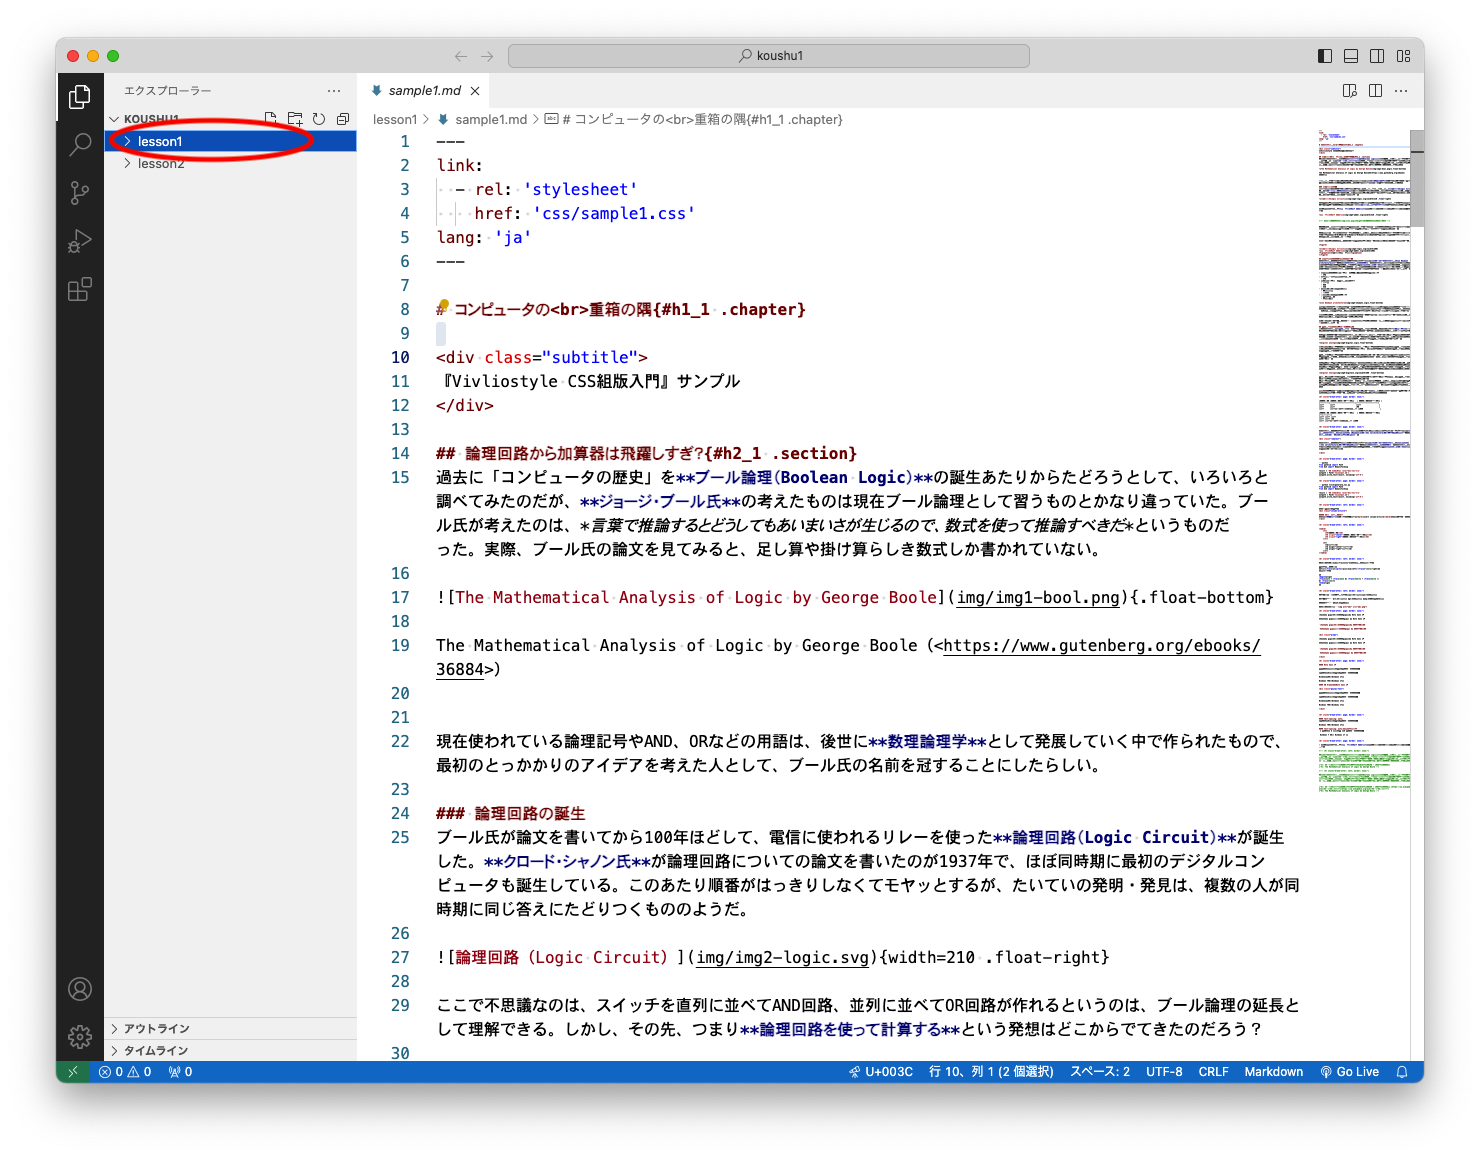 koushu1
エクスプローラー
sample1.md
KOUSHU1
lesson1
lesson2
アウトライン
タイムライン
lesson1 > sample1.md > # コンピュータの<br>重箱の隅{#h1_1 .chapter}
1 ---
2 link:
3 - rel: 'stylesheet'
4 href: 'css/sample1.css'
5 lang: 'ja'
6 ---
7
8 # コンピュータの<br>重箱の隅{#h1_1 .chapter}
9
10 <div class="subtitle">
11 『Vivliostyle CSS組版入門』サンプル
12 </div>
13
14 ## 論理回路から加算器は飛躍しすぎ?{#h2_1 .section}
15 過去に「コンピュータの歴史」を**ブール論理（Boolean Logic）**の誕生あたりからたどろうとして、いろいろと
調べてみたのだが、**ジョージ・ブール氏**の考えたものは現在ブール論理として習うものとかなり違っていた。ブー
ル氏が考えたのは、*言葉で推論するとどうしてもあいまいさが生じるので、数式を使って推論すべきだ*というものだ
った。実際、ブール氏の論文を見てみると、足し算や掛け算らしき数式しか書かれていない。
16
17 ![The Mathematical Analysis of Logic by George Boole](img/img1-bool.png){.float-bottom}
18
19 The Mathematical Analysis of Logic by George Boole（<https://www.gutenberg.org/ebooks/
36884>）
20
21
22 現在使われている論理記号やAND、ORなどの用語は、後世に**数理論理学**として発展していく中で作られたもので、
最初のとっかかりのアイデアを考えた人として、ブール氏の名前を冠することにしたらしい。
23
24 ### 論理回路の誕生
25 ブール氏が論文を書いてから100年ほどして、電信に使われるリレーを使った**論理回路（Logic Circuit）**が誕生
した。**クロード・シャノン氏**が論理回路についての論文を書いたのが1937年で、ほぼ同時期に最初のデジタルコン
ピュータも誕生している。このあたり順番がはっきりしなくてモヤッとするが、たいていの発明・発見は、複数の人が同
時期に同じ答えにたどりつくもののようだ。
26
27 ![論理回路（Logic Circuit）](img/img2-logic.svg){width=210 .float-right}
28
29 ここで不思議なのは、スイッチを直列に並べてAND回路、並列に並べてOR回路が作れるというのは、ブール論理の延長と
して理解できる。しかし、その先、つまり**論理回路を使って計算する**という発想はどこからでてきたのだろう？
30
0 0 0 U+003C 行 10、列 1 (2 個選択) スペース: 2 UTF-8 CRLF Markdown Go Live